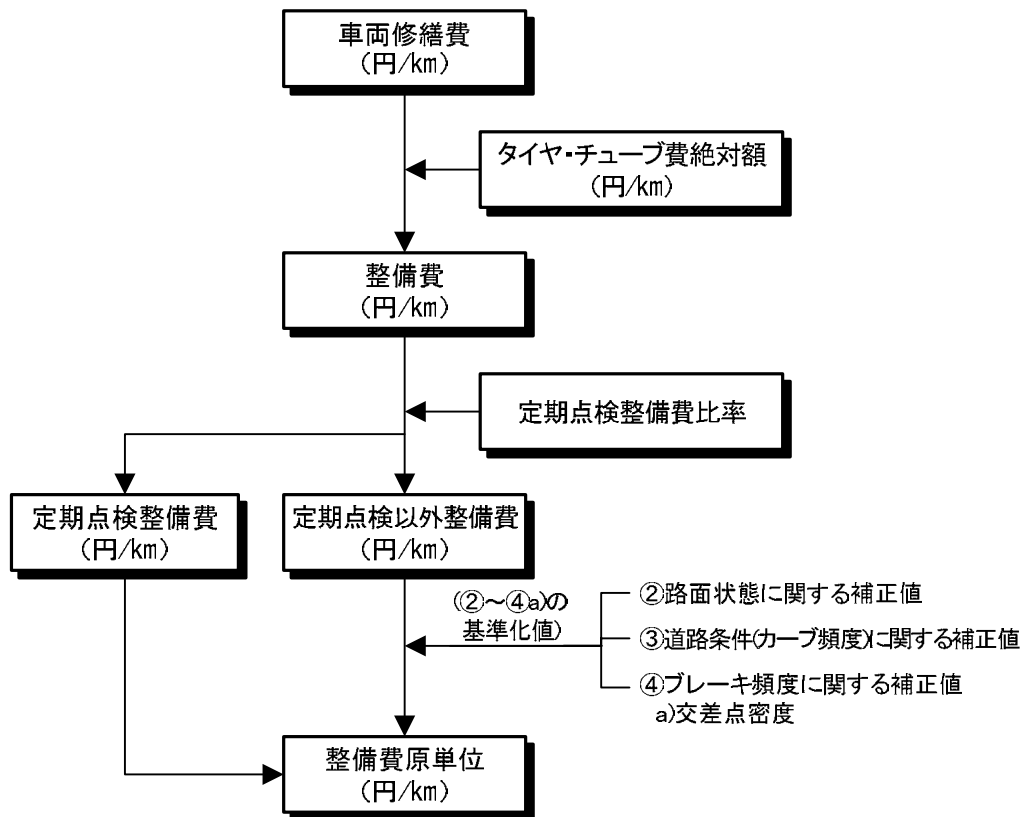 車両修繕費
(円/km)
タイヤ・チューブ費絶対額
(円/km)
整備費
(円/km)
定期点検整備費比率
定期点検整備費
(円/km)
定期点検以外整備費
(円/km)
(②～④a)の
基準化値)
②路面状態に関する補正値
③道路条件(カーブ頻度)に関する補正値
④ブレーキ頻度に関する補正値
a)交差点密度
整備費原単位
(円/km)